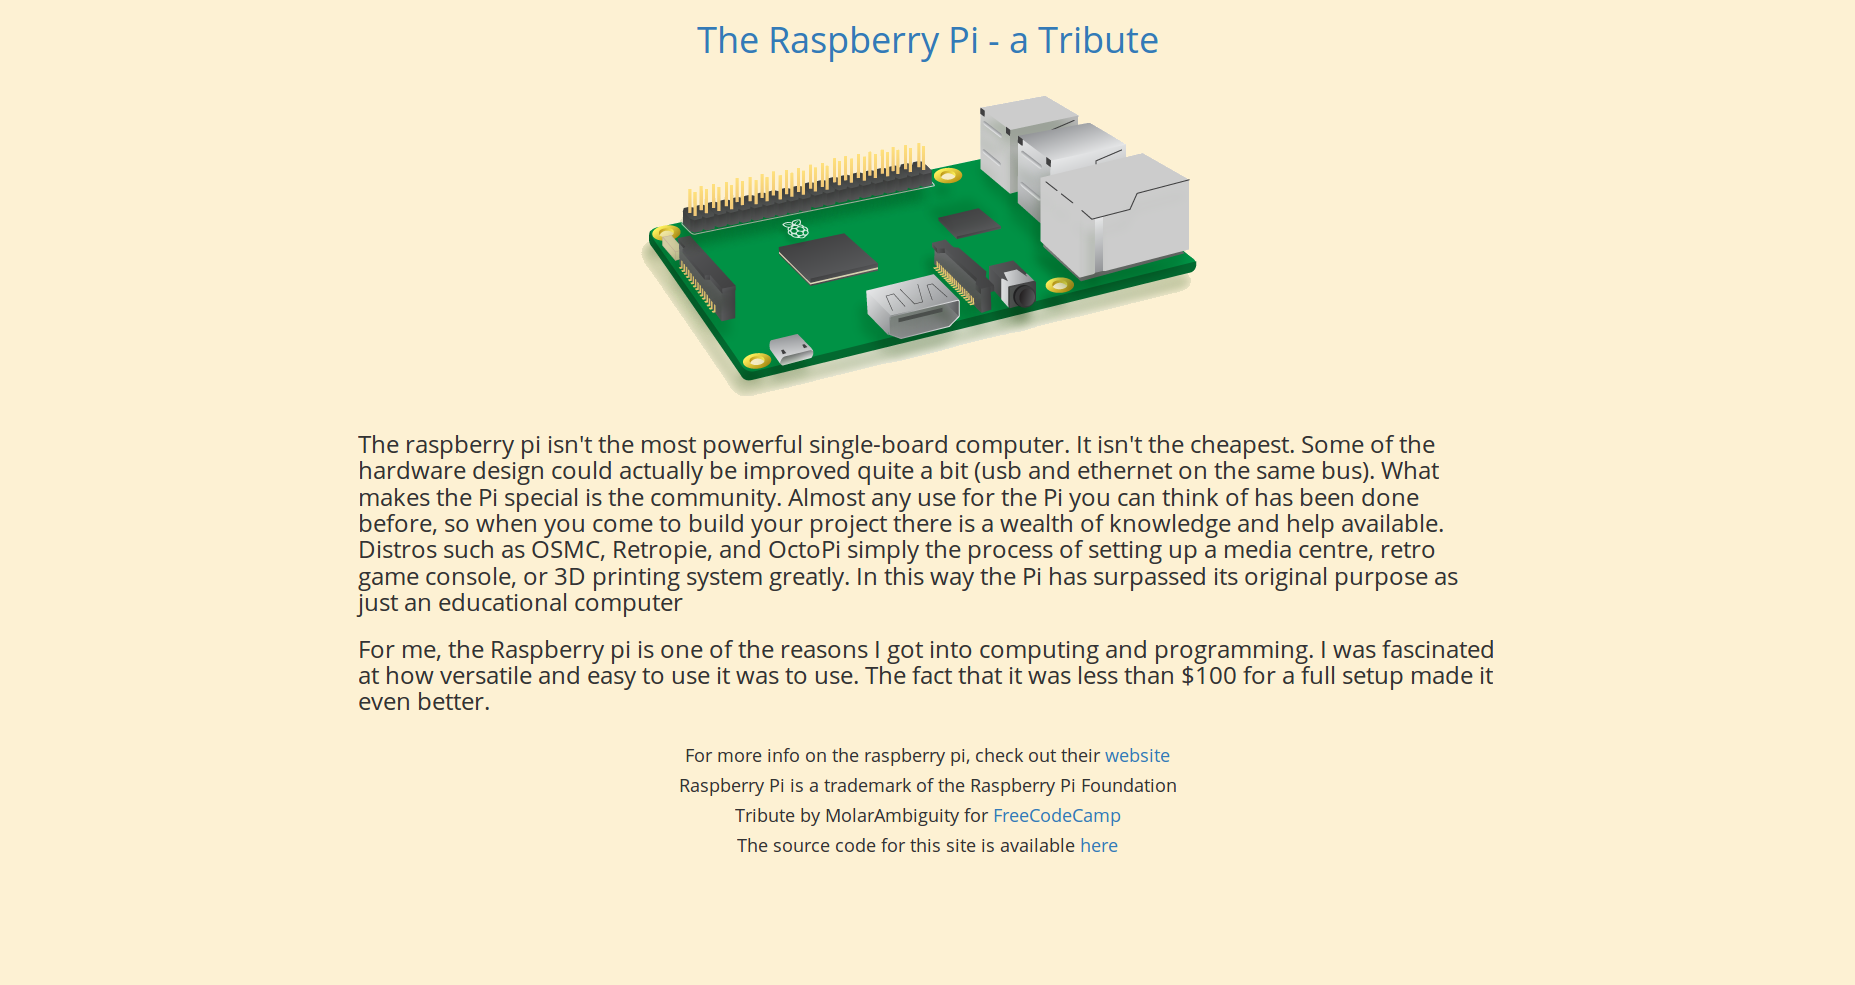 The Raspberry Pi - a Tribute
The raspberry pi isn't the most powerful single-board computer. It isn't the cheapest. Some of the
hardware design could actually be improved quite a bit (usb and ethernet on the same bus). What
makes the Pi special is the community. Almost any use for the Pi you can think of has been done
before, so when you come to build your project there is a wealth of knowledge and help available.
Distros such as OSMC, Retropie, and OctoPi simply the process of setting up a media centre, retro
game console, or 3D printing system greatly. In this way the Pi has surpassed its original purpose as
just an educational computer
For me, the Raspberry pi is one of the reasons I got into computing and programming. I was fascinated
at how versatile and easy to use it was to use. The fact that it was less than $100 for a full setup made it
even better.
For more info on the raspberry pi, check out their website
Raspberry Pi is a trademark of the Raspberry Pi Foundation
Tribute by MolarAmbiguity for FreeCodeCamp
The source code for this site is available here